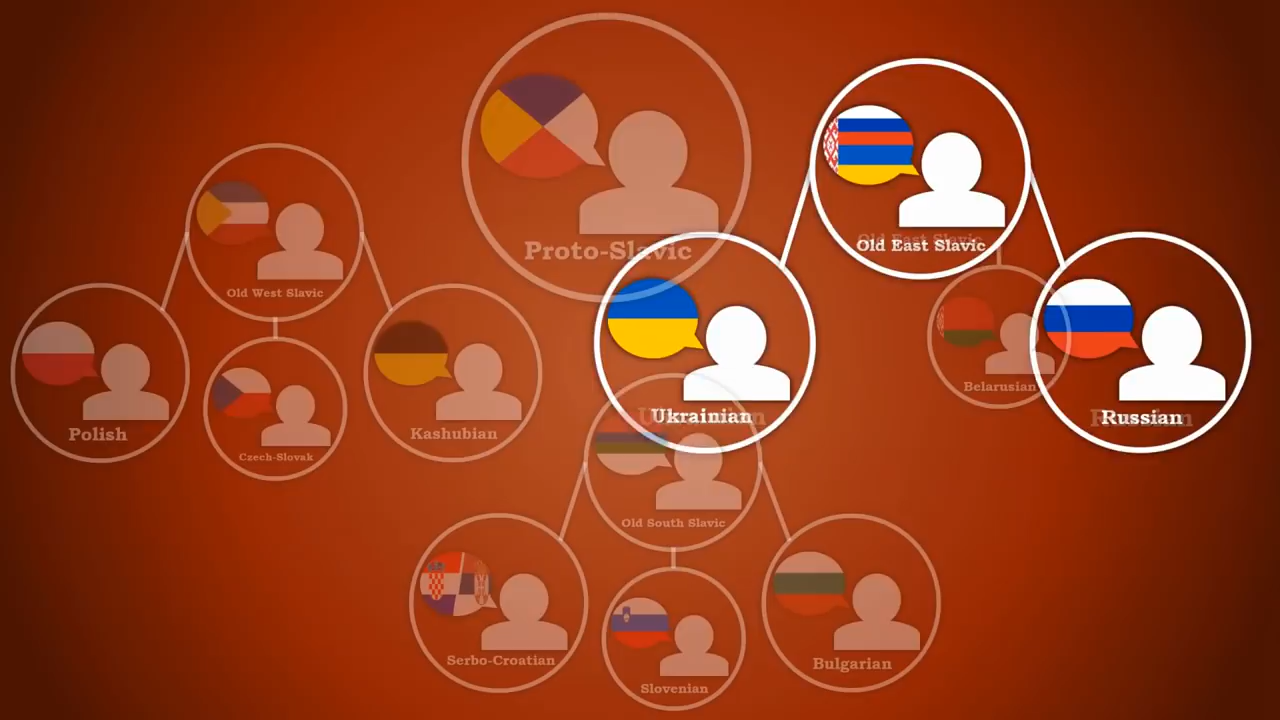 Proto-Slavic
Old East Slavic
Old West Slavic
Ukrainian
Belarusian
Russian
Polish
Czech-Slovak
Kashubian
Old South Slavic
Serbo-Croatian
Slovenian
Bulgarian